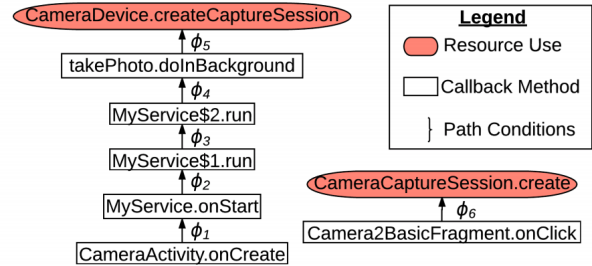 CameraDevice.createCaptureSession
ϕ5
takePhoto.doInBackground
ϕ4
MyService$2.run
ϕ3
MyService$1.run
ϕ2
MyService.onStart
ϕ1
CameraActivity.onCreate
Legend
Resource Use
Callback Method
} Path Conditions
CameraCaptureSession.create
ϕ6
Camera2BasicFragment.onClick